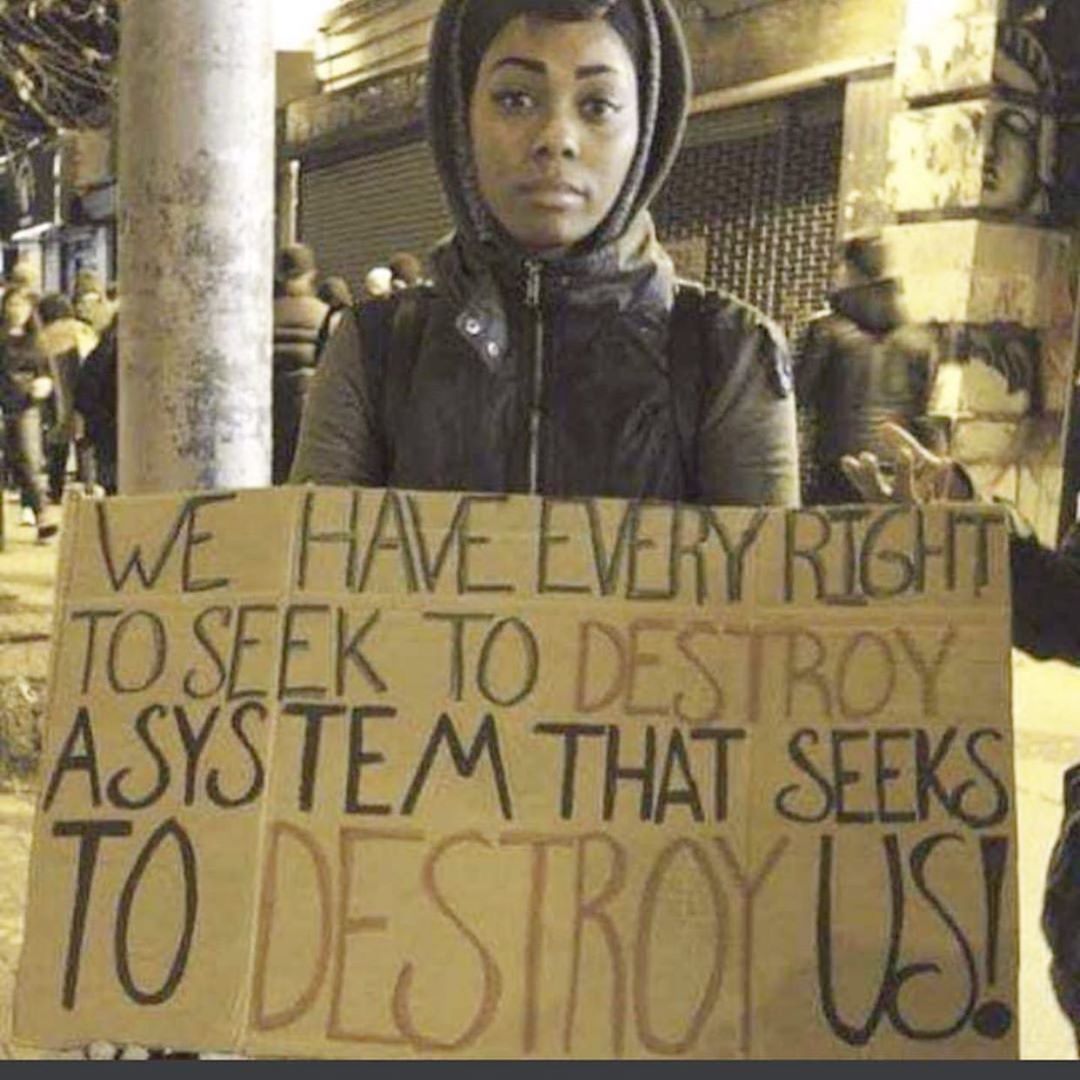 WE HAVE EVERY RIGHT
TO SEEK TO DESTROY
A SYSTEM THAT SEEKS
TO DESTROY US!